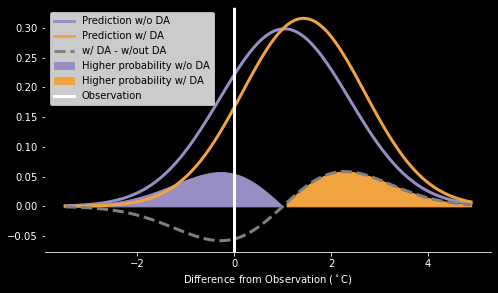 Prediction w/o DA
Prediction w/ DA
w/ DA - w/out DA
Higher probability w/o DA
Higher probability w/ DA
Observation
0.30
0.25
0.20
0.15
0.10
0.05
0.00
−0.05
−2 0 2 4
Difference from Observation (°C)